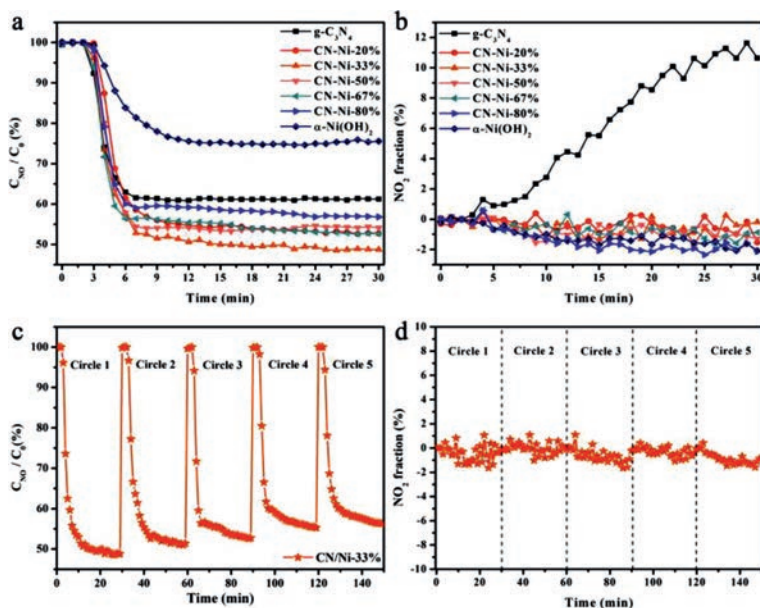 a
100
90
80
70
60
50
C_NO / C_0 (%)
0 3 6 9 12 15 18 21 24 27 30
Time (min)
g-C₃N₄
CN-Ni-20%
CN-Ni-33%
CN-Ni-50%
CN-Ni-67%
CN-Ni-80%
α-Ni(OH)₂
b
12
10
8
6
4
2
0
-2
NO₂ fraction (%)
0 5 10 15 20 25 30
Time (min)
g-C₃N₄
CN-Ni-20%
CN-Ni-33%
CN-Ni-50%
CN-Ni-67%
CN-Ni-80%
α-Ni(OH)₂
c
100
90
80
70
60
50
C_NO / C_0(%)
Circle 1 Circle 2 Circle 3 Circle 4 Circle 5
CN/Ni-33%
0 20 40 60 80 100 120 140
Time (min)
d
10
8
6
4
2
0
-2
-4
-6
-8
-10
NO₂ fraction (%)
Circle 1 Circle 2 Circle 3 Circle 4 Circle 5
0 20 40 60 80 100 120 140
Time (min)